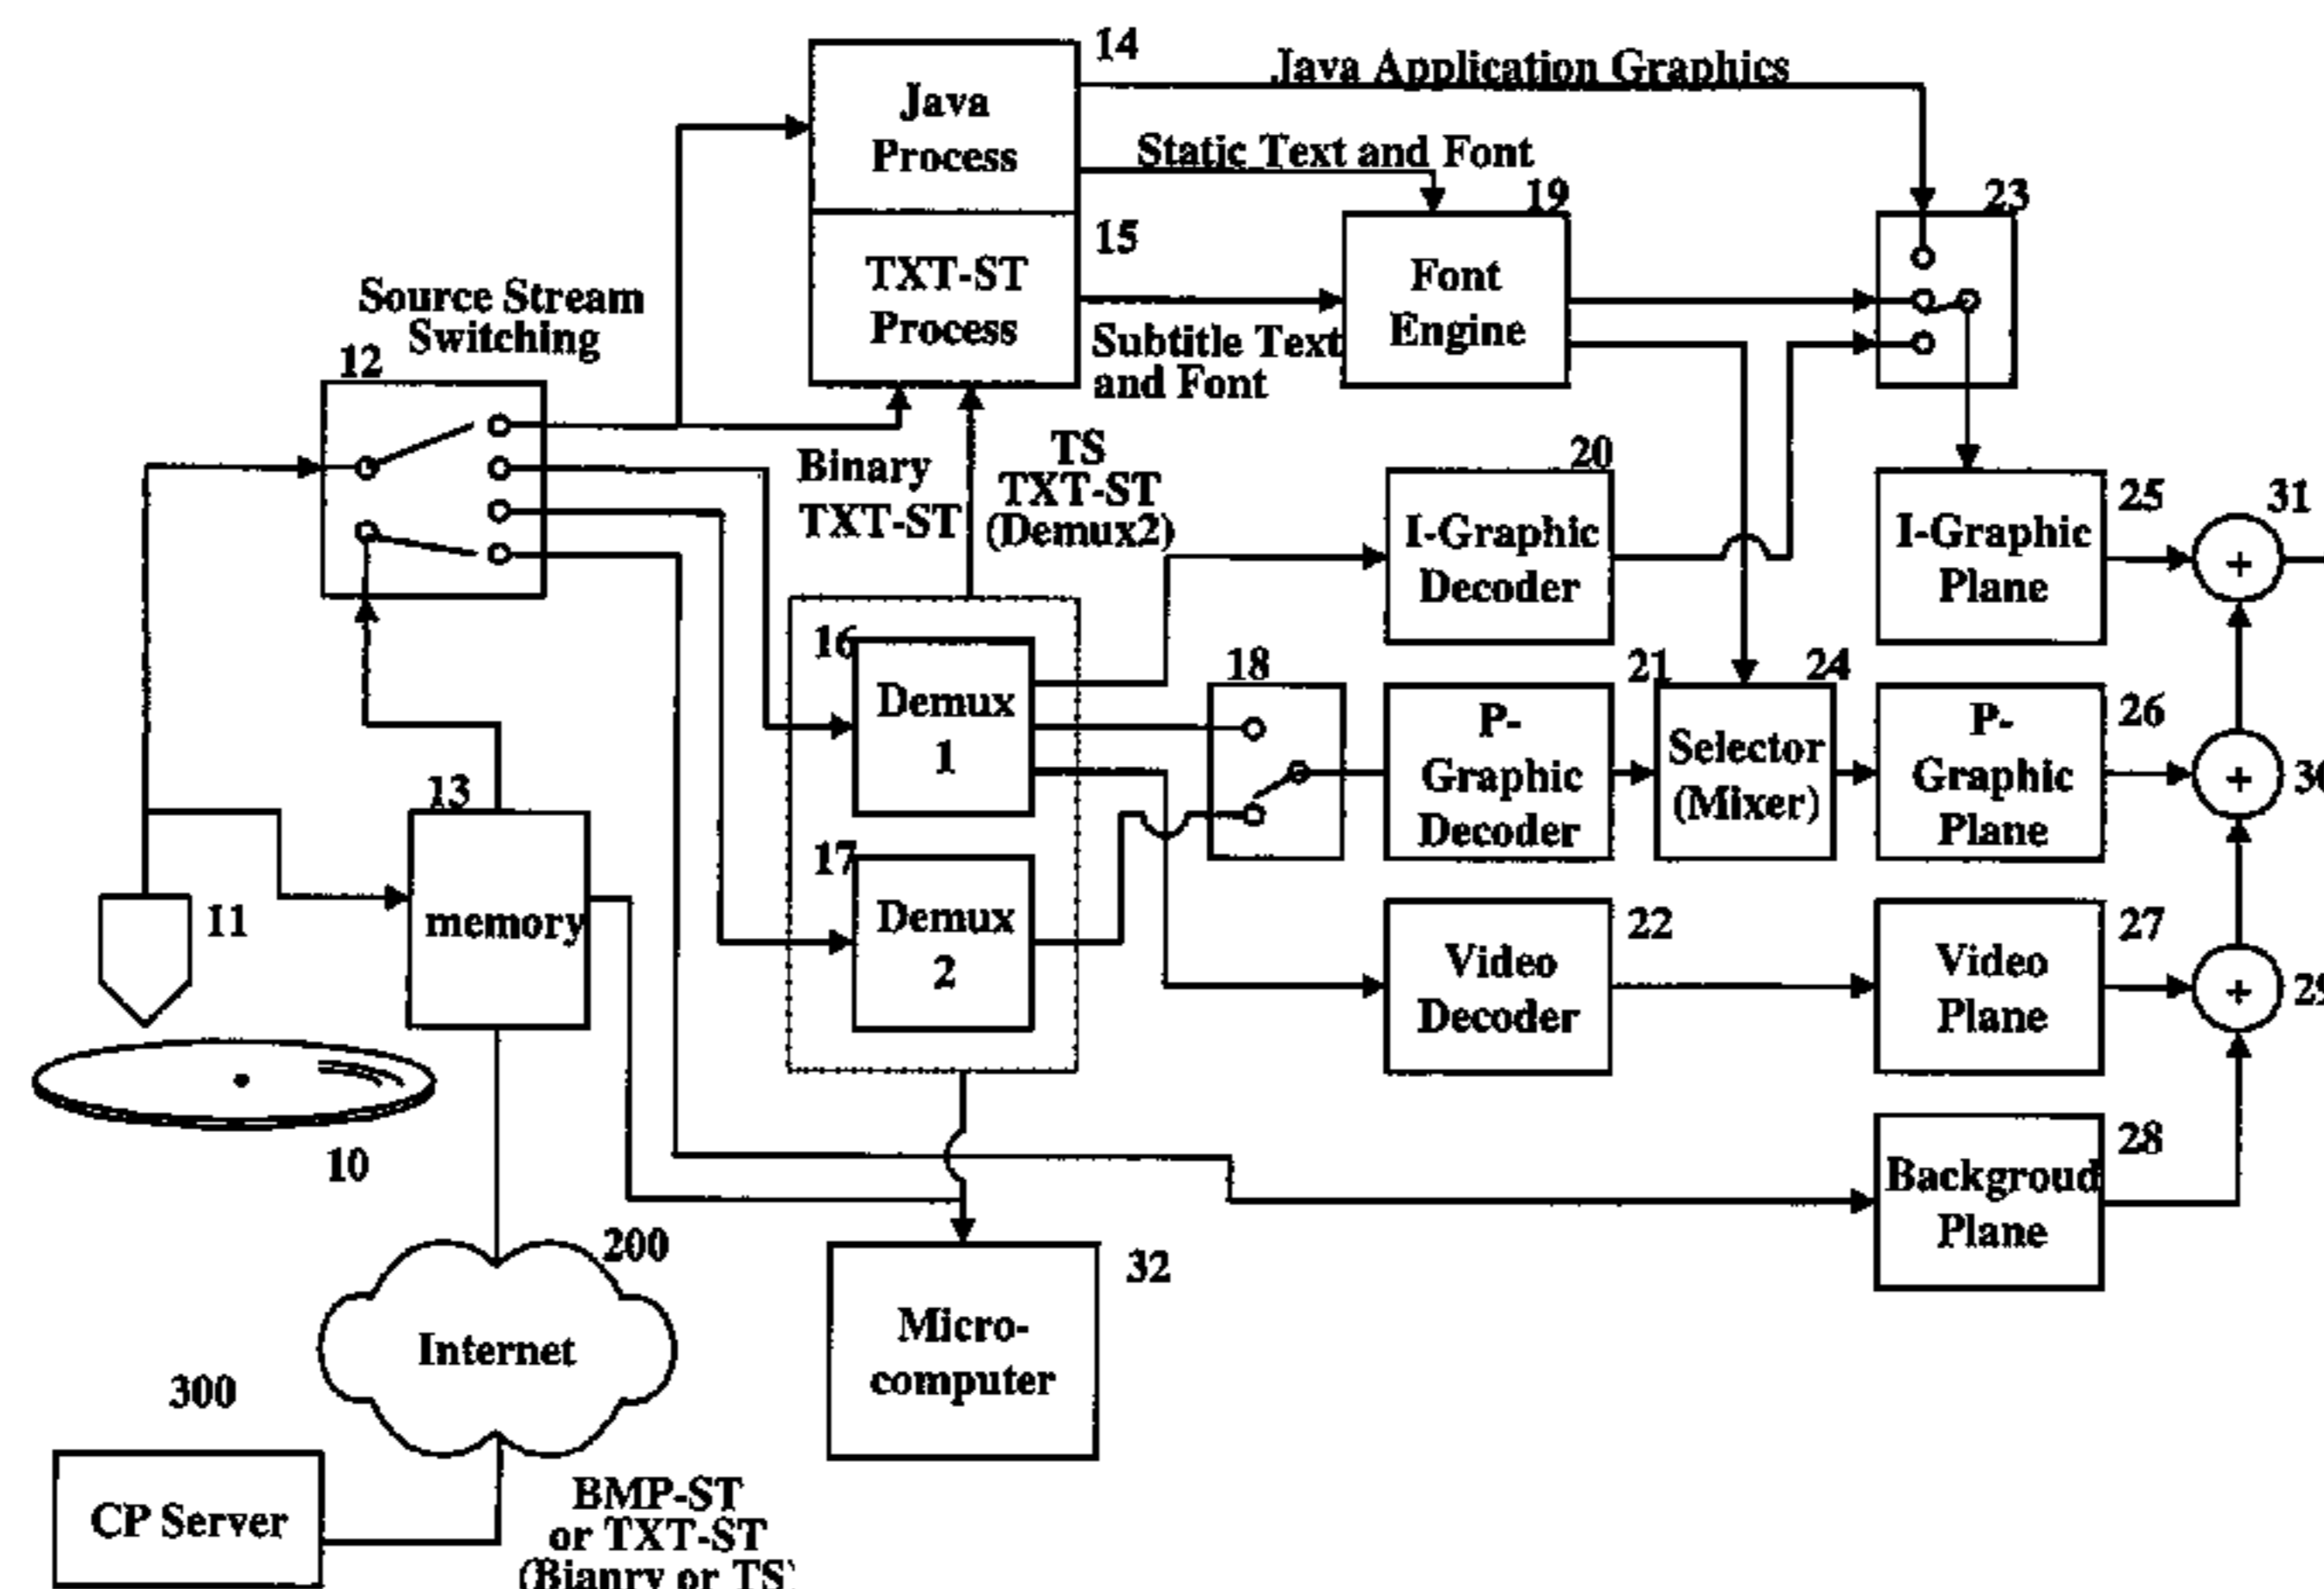 14
Java Application Graphics
Java
Process
Static Text and Font
19
23
15
TXT-ST
Process
Font
Engine
Subtitle Text
and Font
Source Stream
Switching
12
Binary
TXT-ST
TS
TXT-ST
(Demux2)
20
I-Graphic
Decoder
I-Graphic
Plane
25
31
+
16
Demux
1
18
P-
Graphic
Decoder
21
Selector
(Mixer)
24
P-
Graphic
Plane
26
+
13
memory
17
Demux
2
I1
Video
Decoder
22
Video
Plane
27
+
10
Backgroud
Plane
28
200
Internet
32
Micro-
computer
300
CP Server
BMP-ST
or TXT-ST
(Bianry or TS